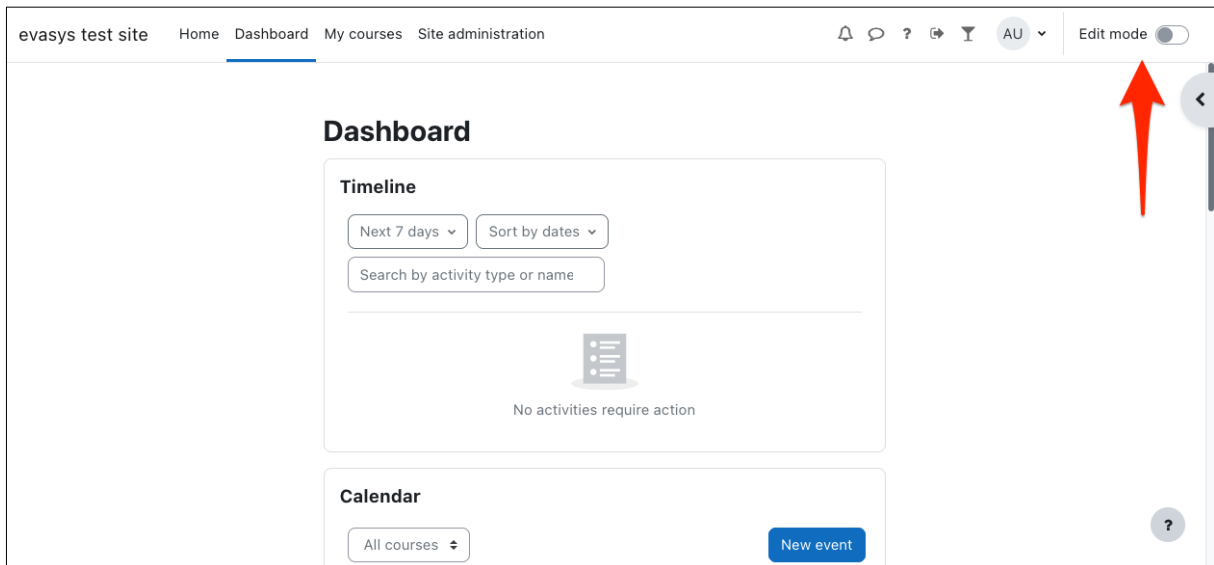 evasys test site Home Dashboard My courses Site administration ? AU Edit mode
Dashboard
Timeline
Next 7 days Sort by dates
Search by activity type or name
No activities require action
Calendar
All courses New event
?